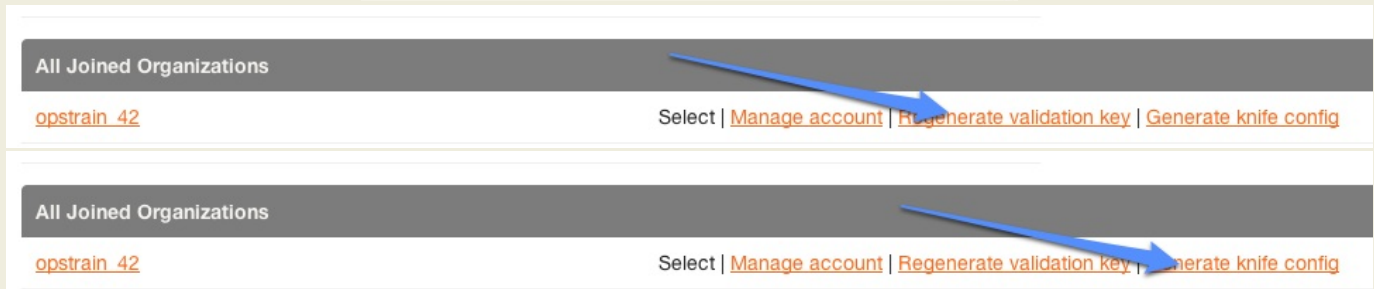 All Joined Organizations
opstrain_42 Select | Manage account | Regenerate validation key | Generate knife config
All Joined Organizations
opstrain_42 Select | Manage account | Regenerate validation key | Generate knife config